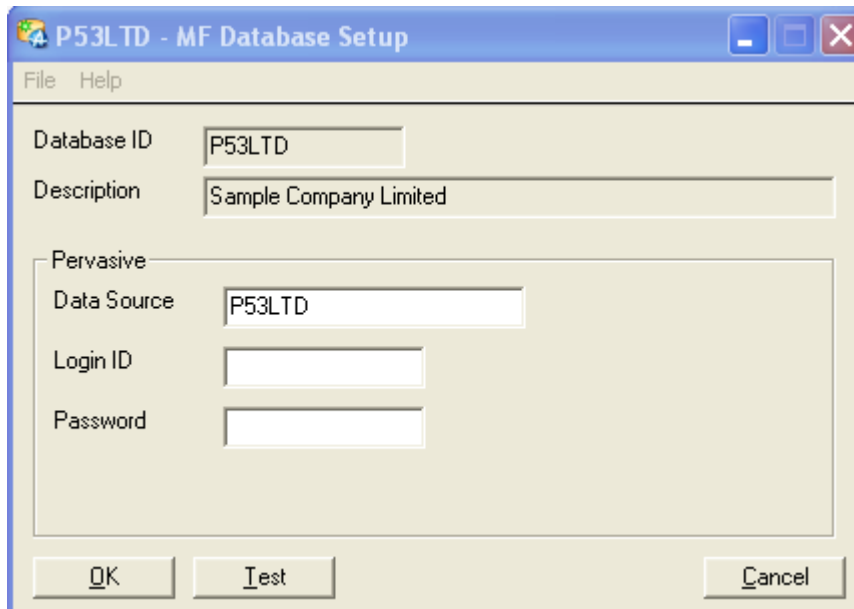 P53LTD - MF Database Setup
File Help
Database ID P53LTD
Description Sample Company Limited
Pervasive
Data Source P53LTD
Login ID
Password
OK Test Cancel